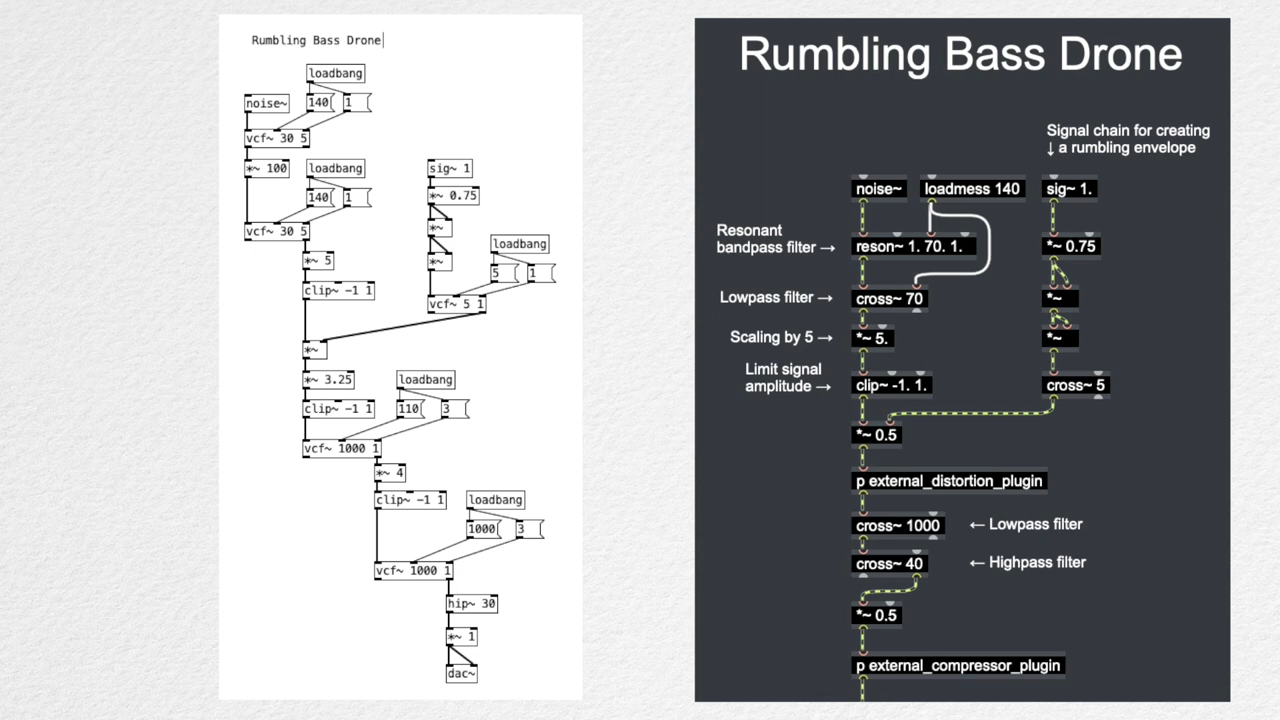 Rumbling Bass Drone
loadbang
noise~
140
1
vcf~ 30 5
*~ 100
loadbang
140
1
vcf~ 30 5
*~ 5
clip~ -1 1
sig~ 1
*~ 0.75
*~
*~
loadbang
5
1
vcf~ 5 1
*~
*~ 3.25
clip~ -1 1
loadbang
110
3
vcf~ 1000 1
*~ 4
clip~ -1 1
loadbang
1000
3
vcf~ 1000 1
hip~ 30
*~ 1
dac~
Rumbling Bass Drone
Signal chain for creating
↓ a rumbling envelope
noise~
loadmess 140
sig~ 1.
Resonant
bandpass filter →
reson~ 1. 70. 1.
*~ 0.75
Lowpass filter →
cross~ 70
*~
Scaling by 5 →
*~ 5.
*~
Limit signal
amplitude →
clip~ -1. 1.
cross~ 5
*~ 0.5
p external_distortion_plugin
cross~ 1000
← Lowpass filter
cross~ 40
← Highpass filter
*~ 0.5
p external_compressor_plugin